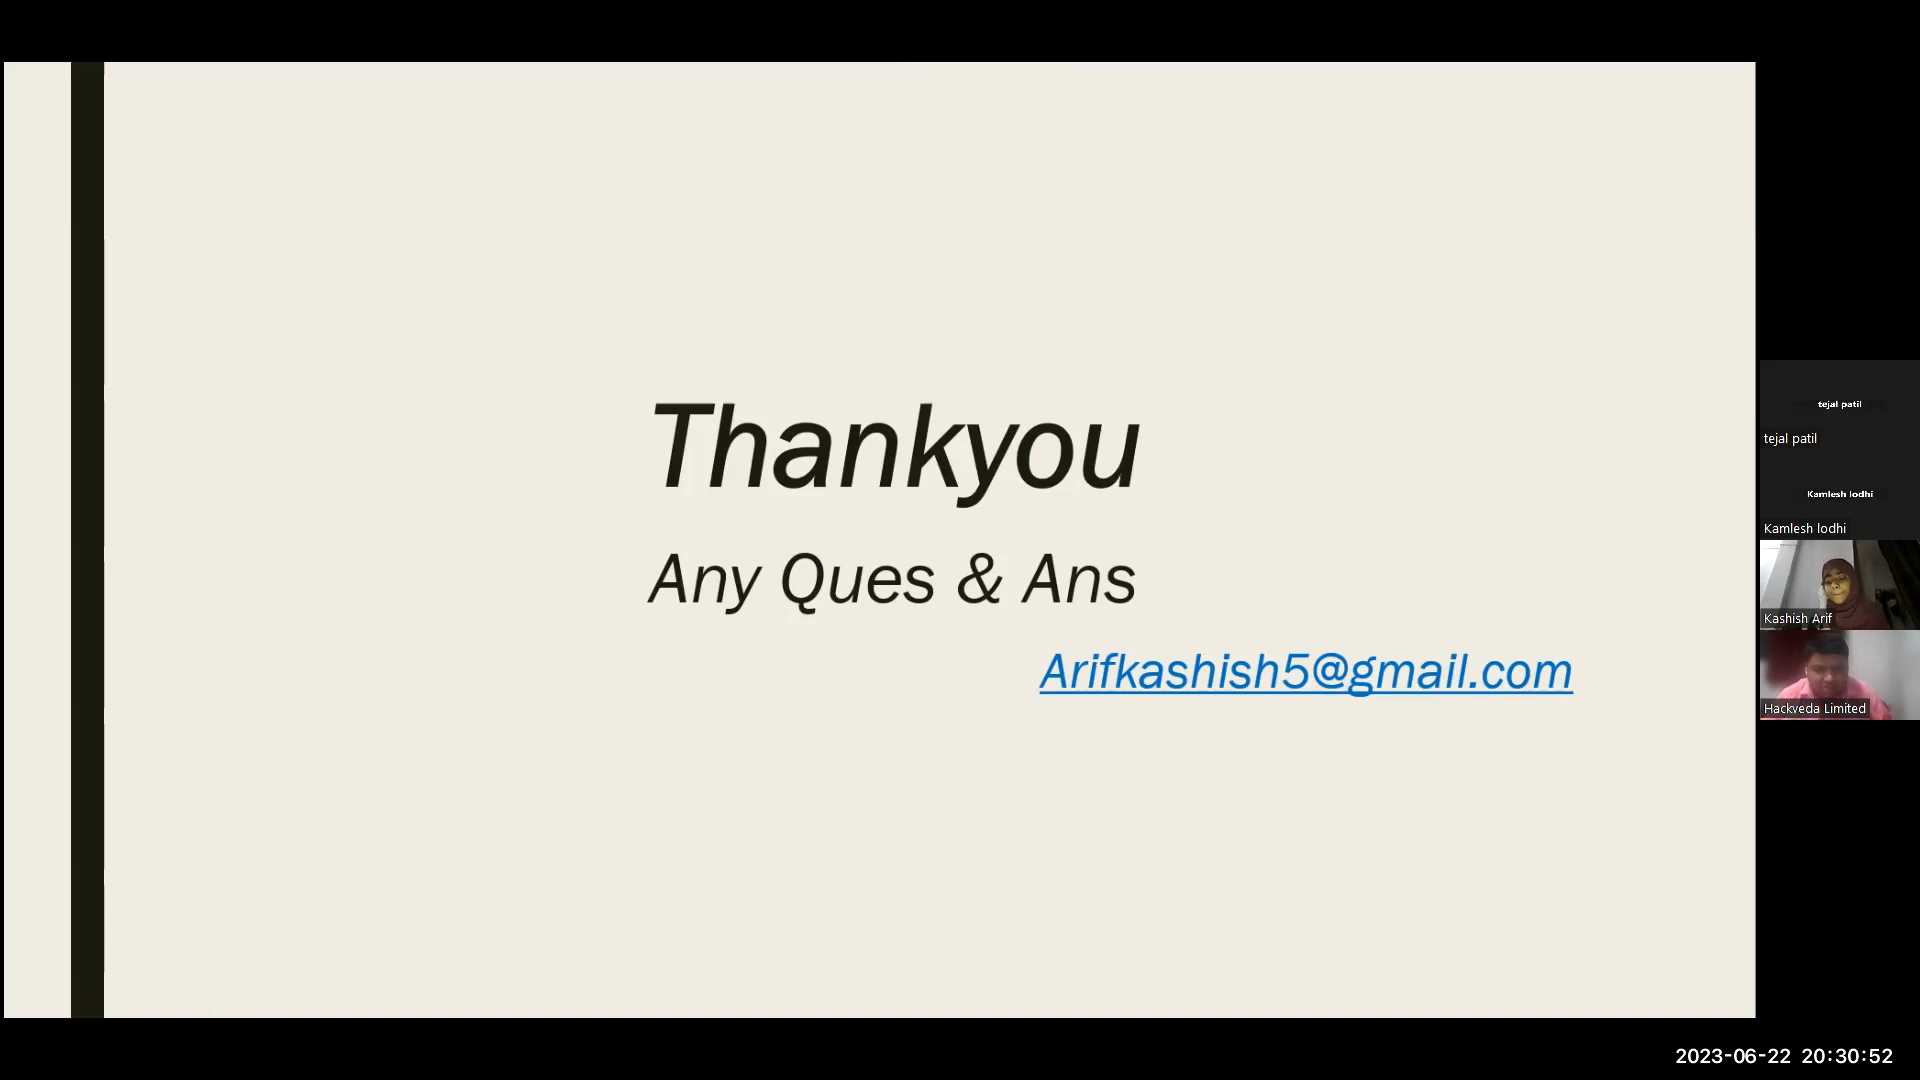 Thankyou
Any Ques & Ans
Arifkashish5@gmail.com
tejal patil
tejal patil
Kamlesh lodhi
Kamlesh lodhi
Kashish Arif
Hackveda Limited
2023-06-22 20:30:52